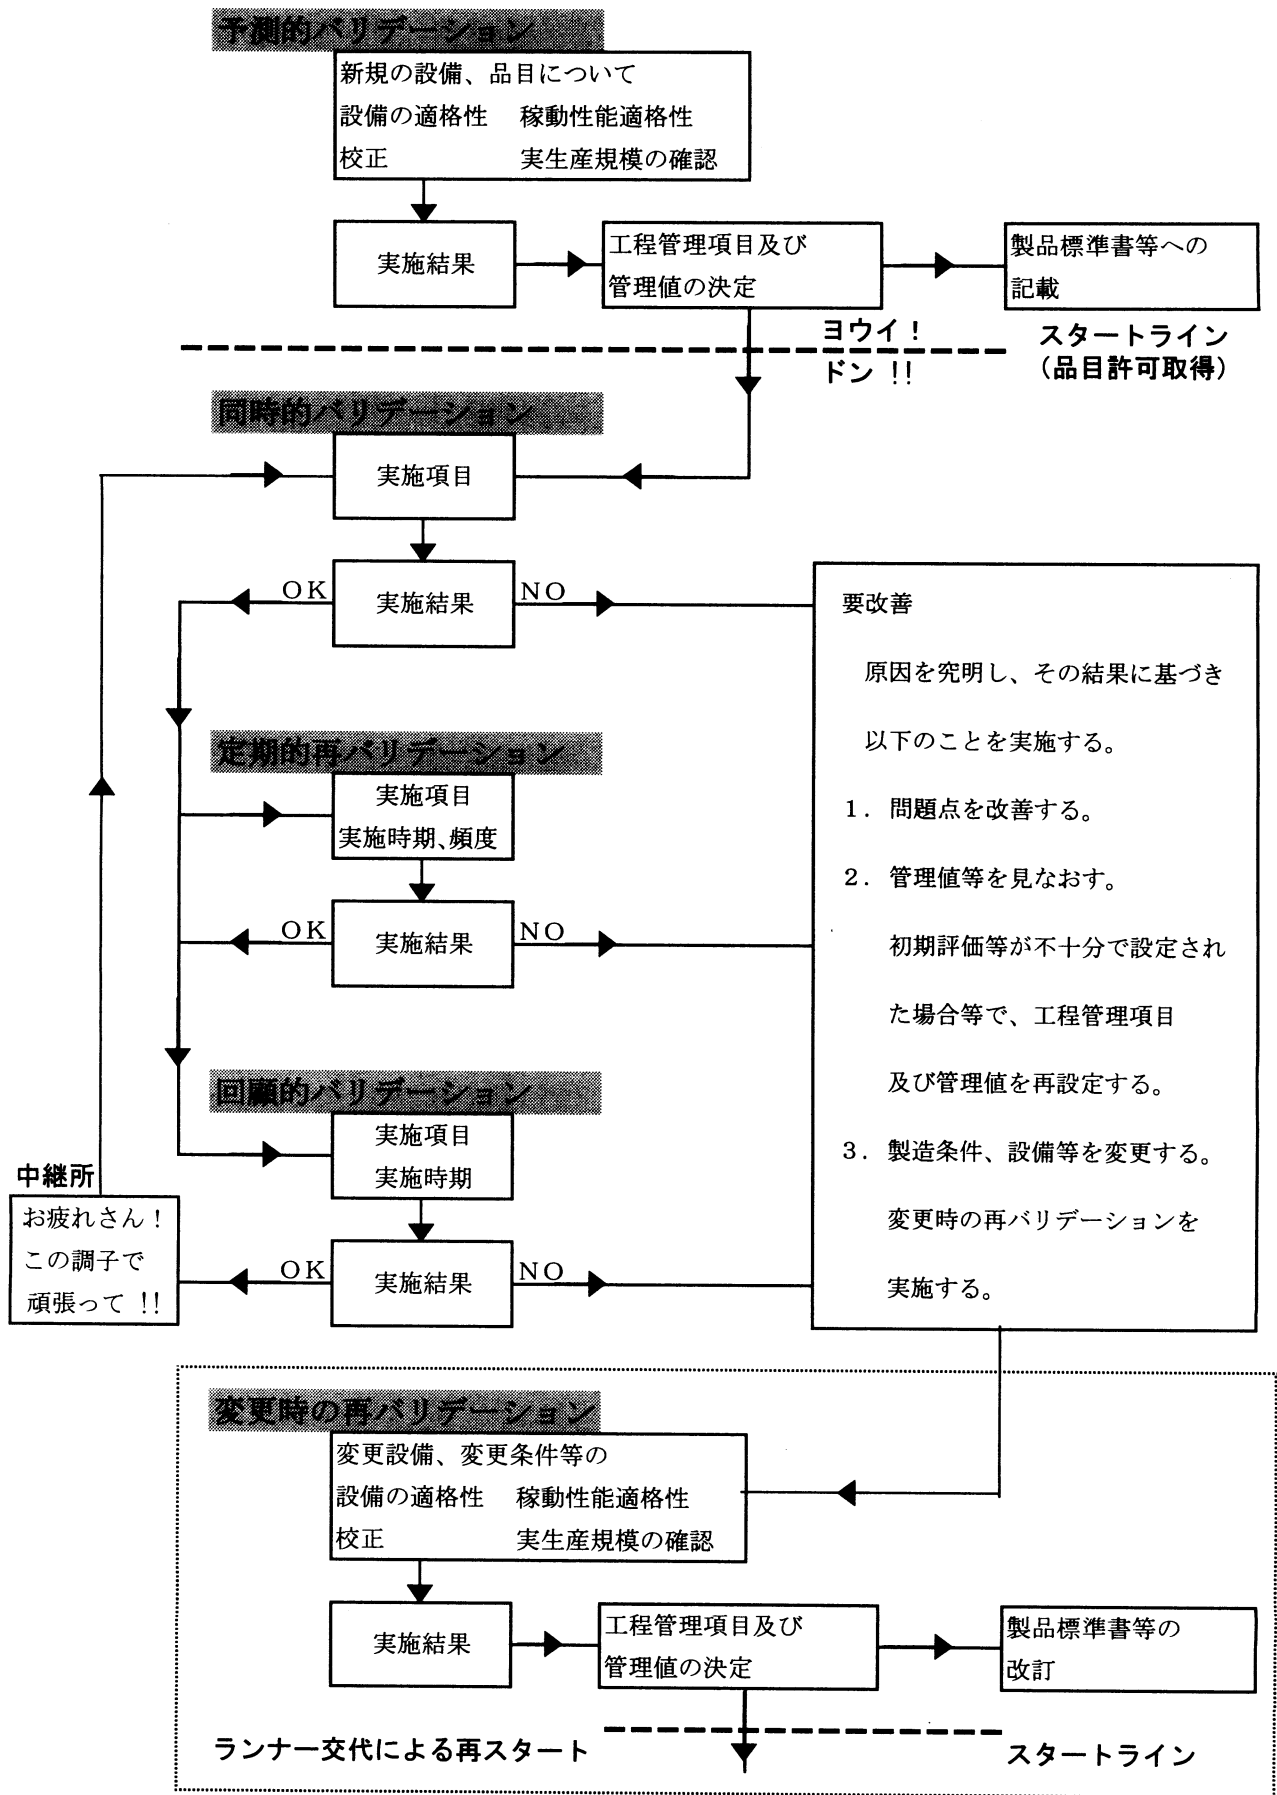 予測的バリデーション
新規の設備、品目について
設備の適格性　稼動性能適格性
校正　実生産規模の確認
実施結果
工程管理項目及び
管理値の決定
製品標準書等への
記載
ヨウイ！
スタートライン
（品目許可取得）
ドン !!
同時的バリデーション
実施項目
OK
実施結果
NO
要改善
原因を究明し、その結果に基づき
以下のことを実施する。
1．問題点を改善する。
2．管理値等を見なおす。
初期評価等が不十分で設定され
た場合等で、工程管理項目
及び管理値を再設定する。
3．製造条件、設備等を変更する。
変更時の再バリデーションを
実施する。
定期的再バリデーション
実施項目
実施時期、頻度
OK
実施結果
NO
回顧的バリデーション
実施項目
実施時期
中継所
お疲れさん！
この調子で
頑張って !!
OK
実施結果
NO
変更時の再バリデーション
変更設備、変更条件等の
設備の適格性　稼動性能適格性
校正　実生産規模の確認
実施結果
工程管理項目及び
管理値の決定
製品標準書等の
改訂
ランナー交代による再スタート
スタートライン